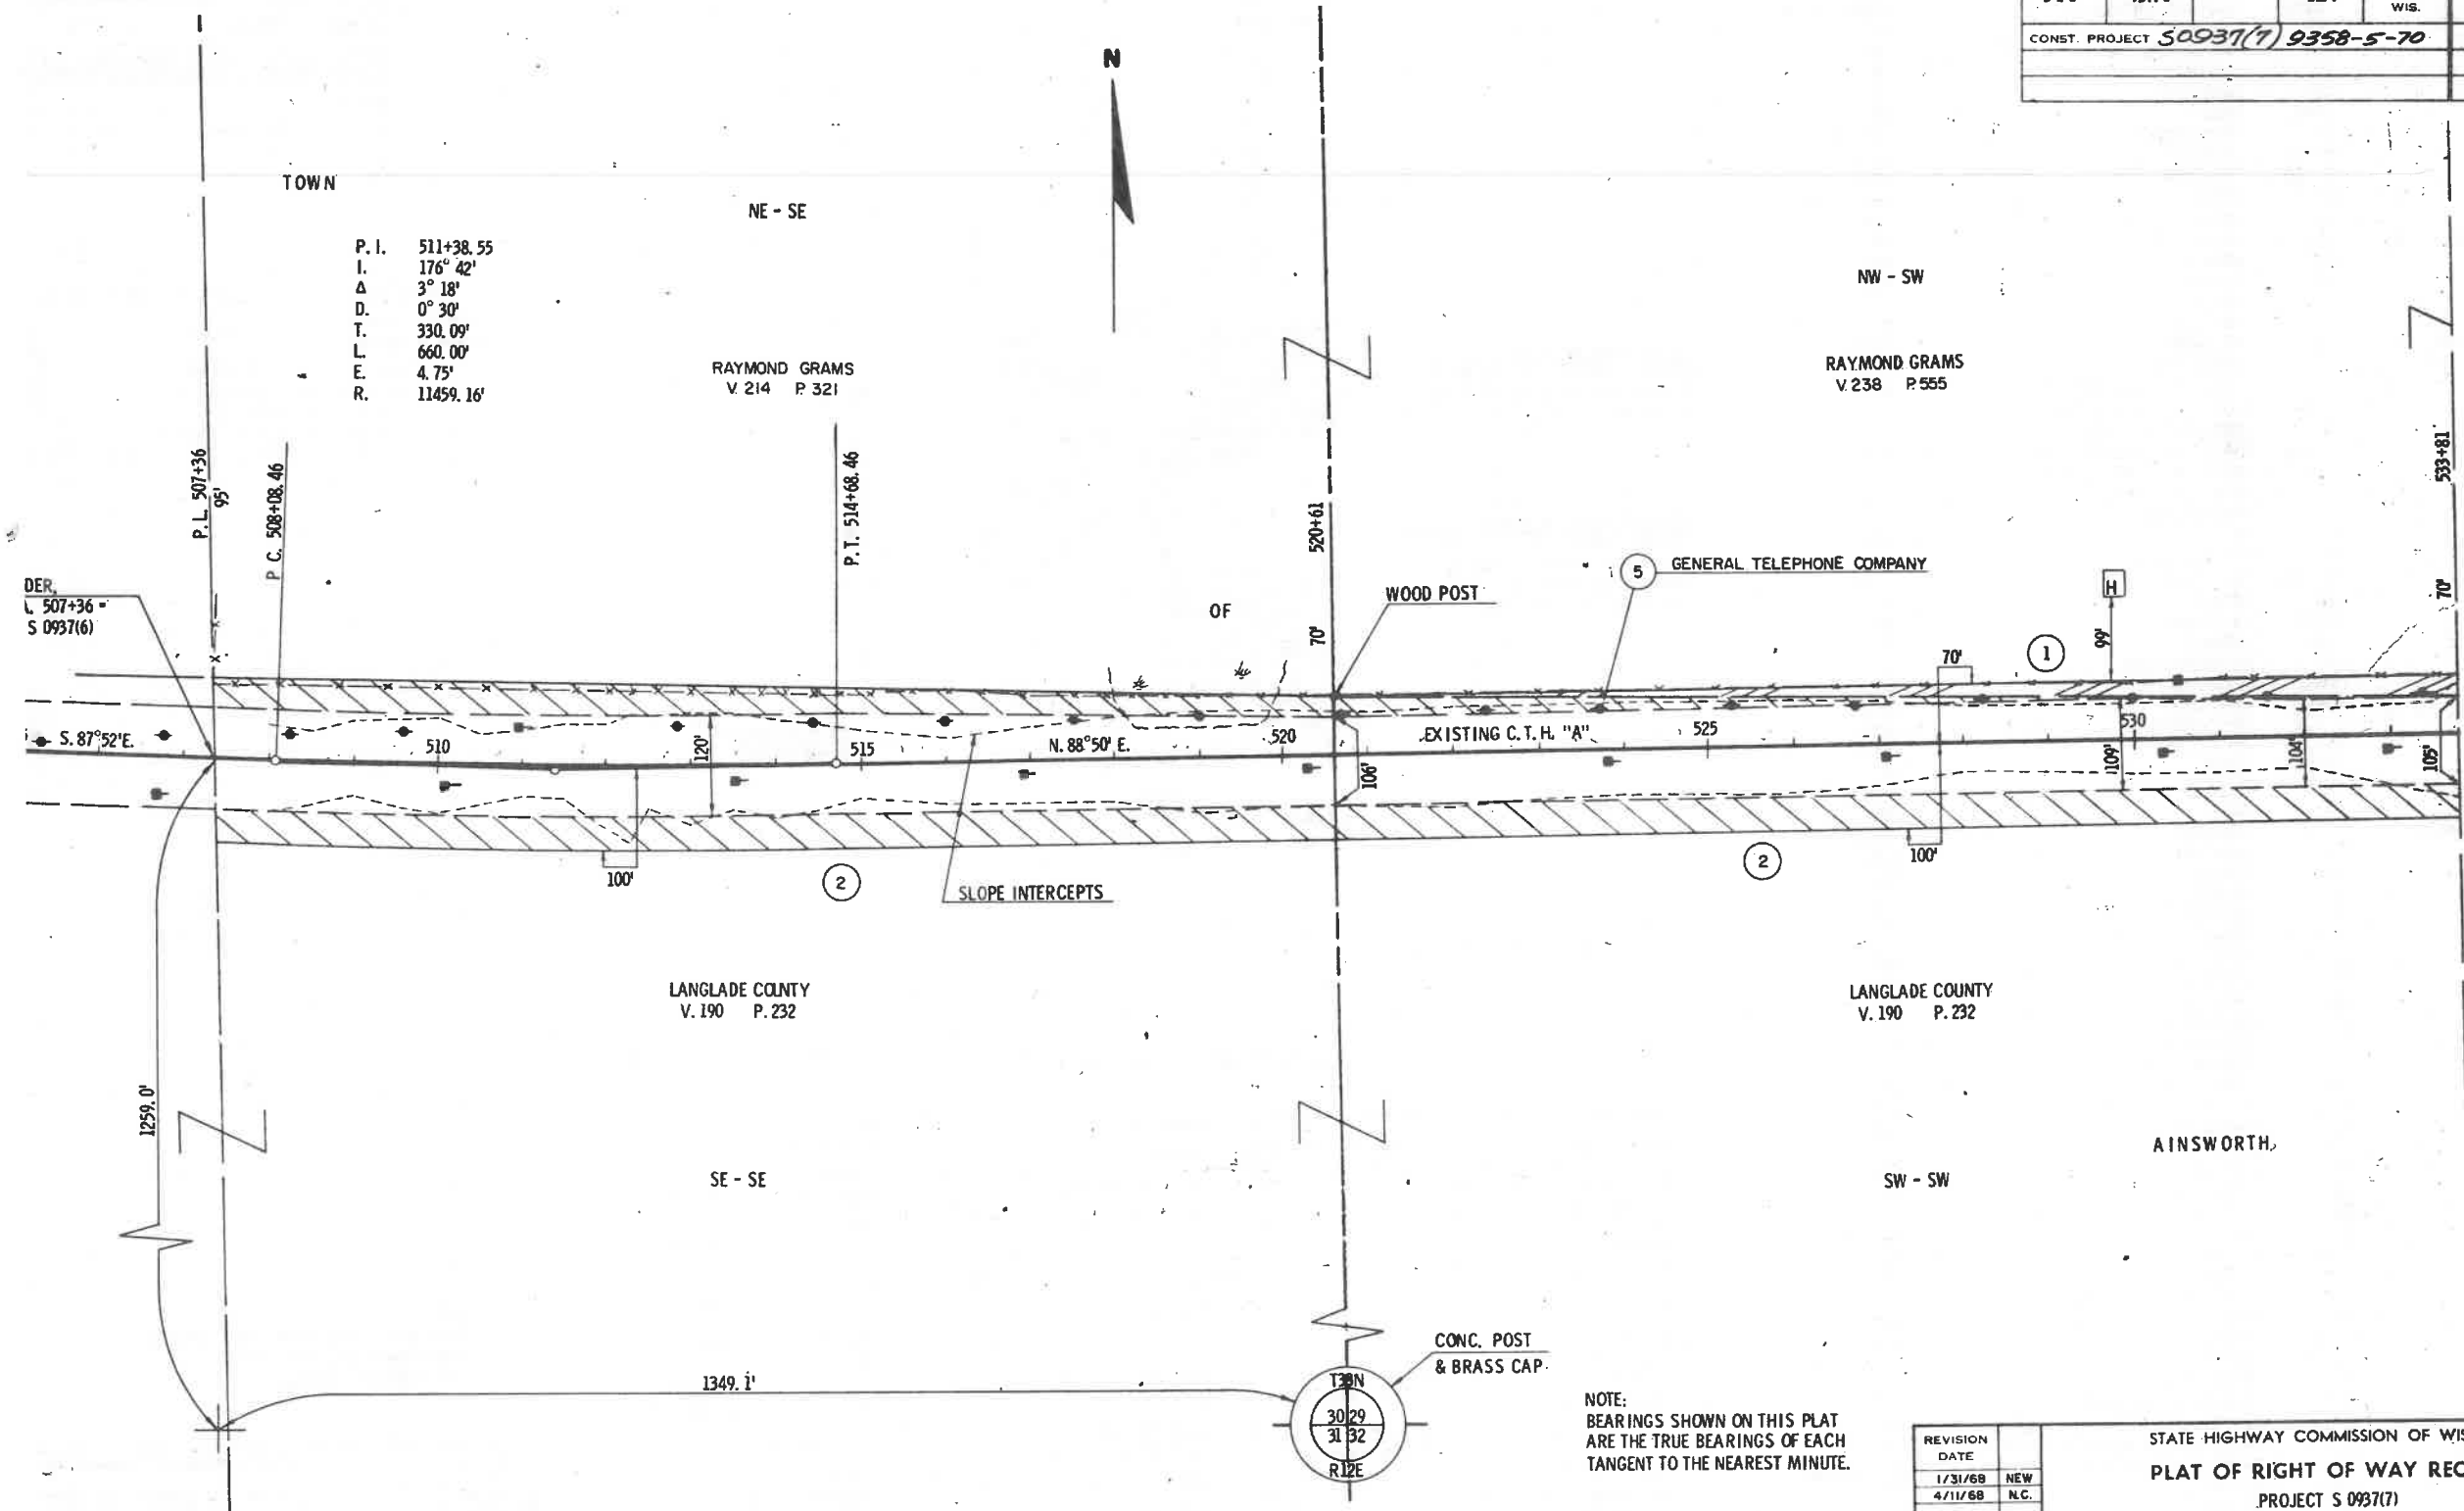 WIS.
CONST. PROJECT S0937(7) 9358-5-70
N
TOWN
NE - SE
P.I. 511+38.55
I. 176° 42'
Δ 3° 18'
D. 0° 30'
T. 330.09'
L. 660.00'
E. 4.75'
R. 11459.16'
RAYMOND GRAMS
V. 214 P. 321
NW - SW
RAYMOND GRAMS
V. 238 P. 555
P.L. 507+36
95'
P.C. 508+08.46
P.T. 514+68.46
520+61
70'
533+81
70'
DER,
507+36 =
S 0937(6)
OF
WOOD POST
5 GENERAL TELEPHONE COMPANY
H
99'
70'
1
S. 87°52'E.
510
120'
515
N. 88°50' E.
520
EXISTING C.T.H. "A"
525
530
106'
109'
104'
105'
100'
2
SLOPE INTERCEPTS
2
100'
LANGLADE COUNTY
V. 190 P. 232
LANGLADE COUNTY
V. 190 P. 232
1259.0'
SE - SE
SW - SW
AINSWORTH,
1349.1'
CONC. POST
& BRASS CAP
30 29
31 32
R12E
NOTE:
BEARINGS SHOWN ON THIS PLAT
ARE THE TRUE BEARINGS OF EACH
TANGENT TO THE NEAREST MINUTE.
REVISION
DATE
1/31/68 NEW
4/11/68 N.C.
STATE HIGHWAY COMMISSION OF WIS
PLAT OF RIGHT OF WAY REQ
PROJECT S 0937(7)